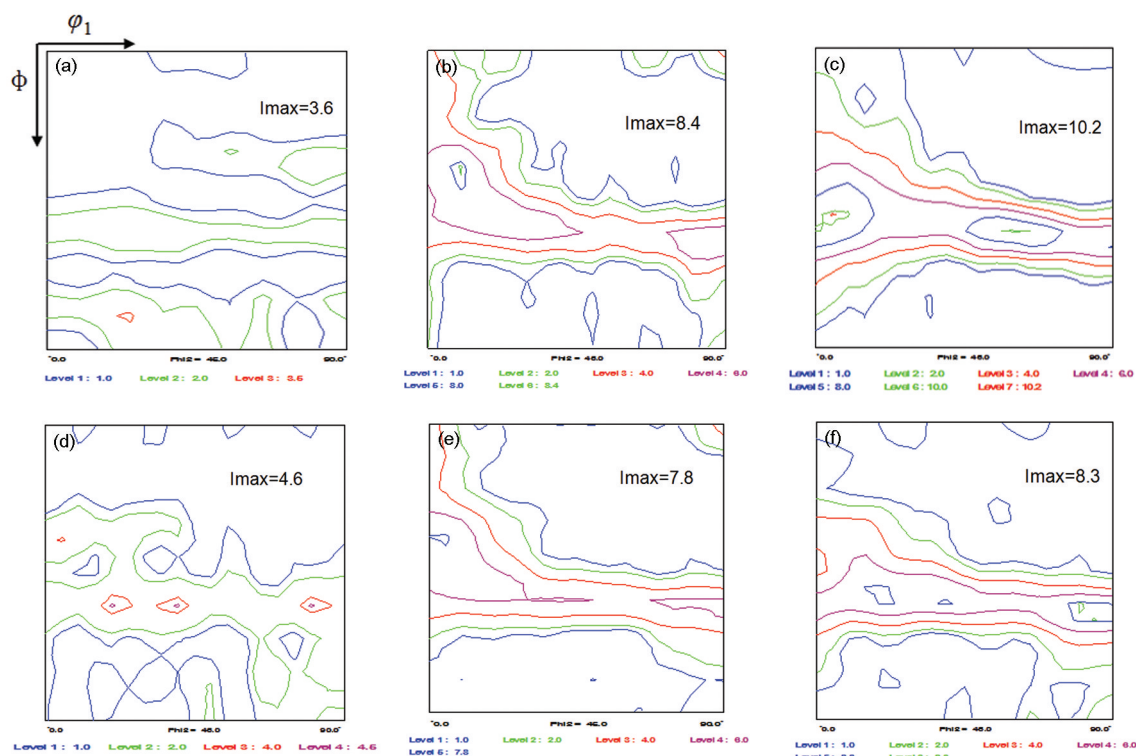 φ₁
Φ
(a)
Imax=3.6
(b)
Imax=8.4
(c)
Imax=10.2
°0.0 Phi2 = 45.0 90.0°
Level 1 : 1.0 Level 2 : 2.0 Level 3 : 3.5
°0.0 Phi2 = 45.0 90.0°
Level 1 : 1.0 Level 2 : 2.0 Level 3 : 4.0 Level 4 : 6.0
Level 5 : 8.0 Level 6 : 8.4
°0.0 Phi2 = 45.0 90.0°
Level 1 : 1.0 Level 2 : 2.0 Level 3 : 4.0 Level 4 : 6.0
Level 5 : 8.0 Level 6 : 10.0 Level 7 : 10.2
(d)
Imax=4.6
(e)
Imax=7.8
(f)
Imax=8.3
°0.0 Phi2 = 45.0 90.0°
Level 1 : 1.0 Level 2 : 2.0 Level 3 : 4.0 Level 4 : 4.5
°0.0 Phi2 = 45.0 90.0°
Level 1 : 1.0 Level 2 : 2.0 Level 3 : 4.0 Level 4 : 6.0
Level 5 : 7.8
°0.0 Phi2 = 45.0 90.0°
Level 1 : 1.0 Level 2 : 2.0 Level 3 : 4.0 Level 4 : 6.0